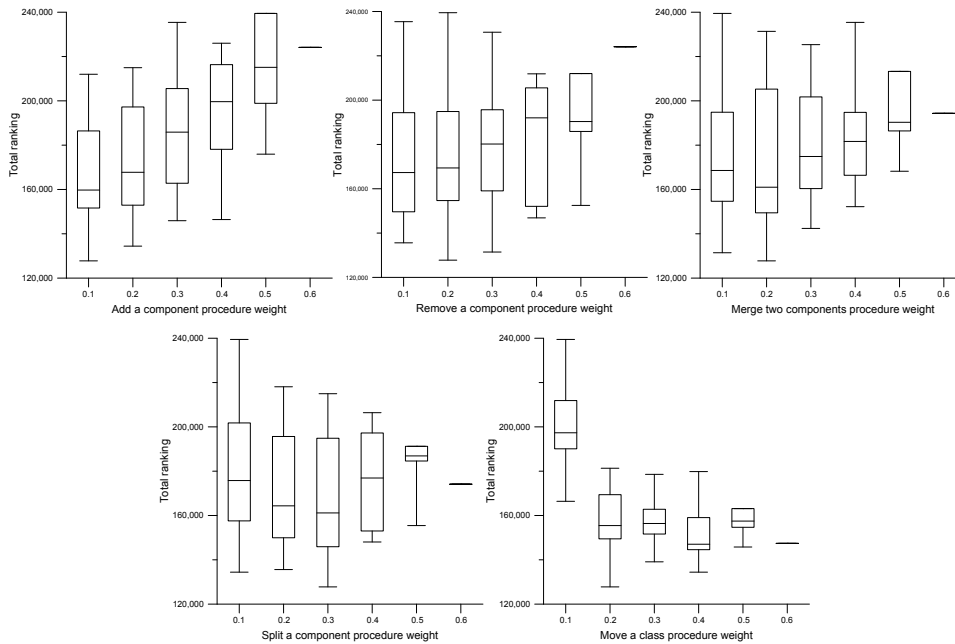 240,000
200,000
160,000
120,000
Total ranking
0.1 0.2 0.3 0.4 0.5 0.6
Add a component procedure weight
240,000
200,000
160,000
120,000
Total ranking
0.1 0.2 0.3 0.4 0.5 0.6
Remove a component procedure weight
240,000
200,000
160,000
120,000
Total ranking
0.1 0.2 0.3 0.4 0.5 0.6
Merge two components procedure weight
240,000
200,000
160,000
120,000
Total ranking
0.1 0.2 0.3 0.4 0.5 0.6
Split a component procedure weight
240,000
200,000
160,000
120,000
Total ranking
0.1 0.2 0.3 0.4 0.5 0.6
Move a class procedure weight